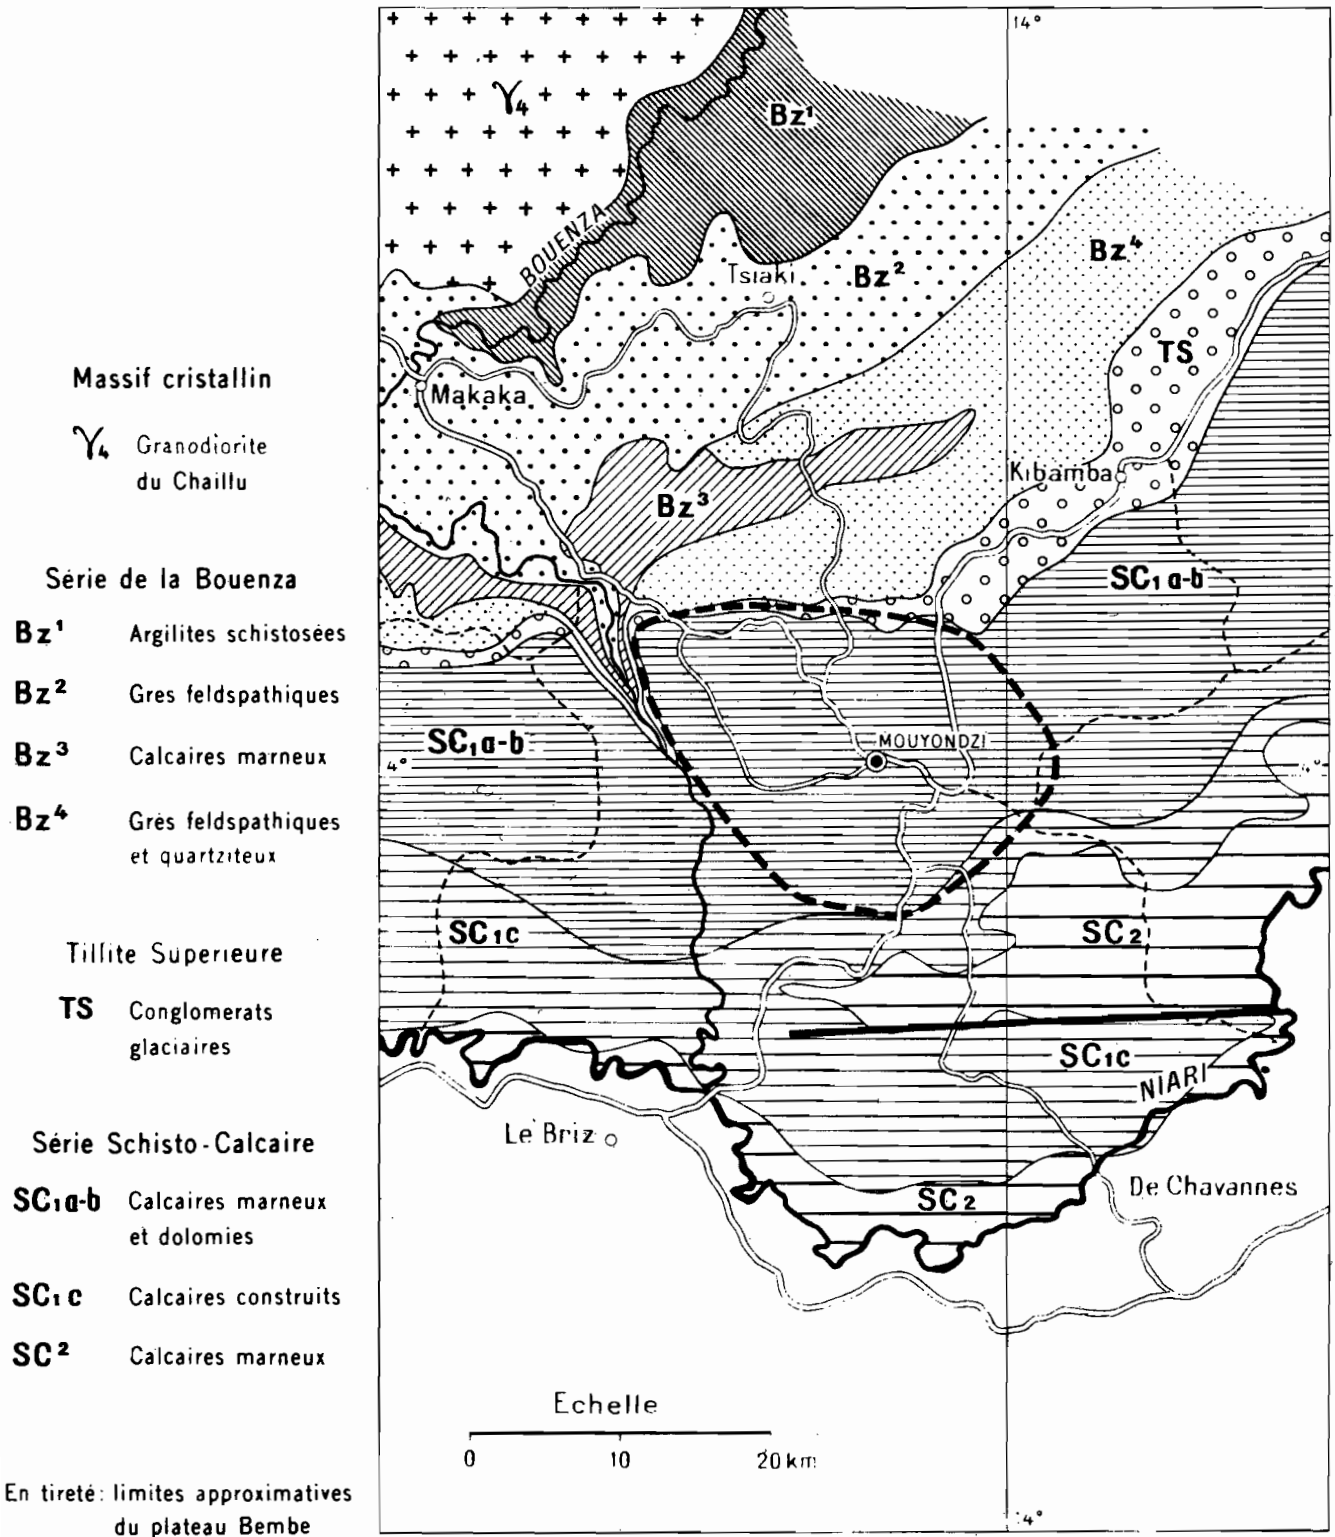 Massif cristallin
γ4 Granodiorite
du Chaillu
Série de la Bouenza
Bz¹ Argilites schistosées
Bz² Gres feldspathiques
Bz³ Calcaires marneux
Bz⁴ Grès feldspathiques
et quartziteux
Tillite Superieure
TS Conglomerats
glaciaires
Série Schisto-Calcaire
SC₁a-b Calcaires marneux
et dolomies
SC₁c Calcaires construits
SC² Calcaires marneux
En tireté: limites approximatives
du plateau Bembe
14°
γ4
Bz¹
BOUENZA
Tsiaki
Bz²
Bz⁴
TS
Makaka
Kibamba
Bz³
SC₁a-b
SC₁a-b
MOUYONDZI
4°
4°
SC₁c
SC₂
SC₁c
NIARI
Le Briz
De Chavannes
SC₂
Echelle
0 10 20 km
14°